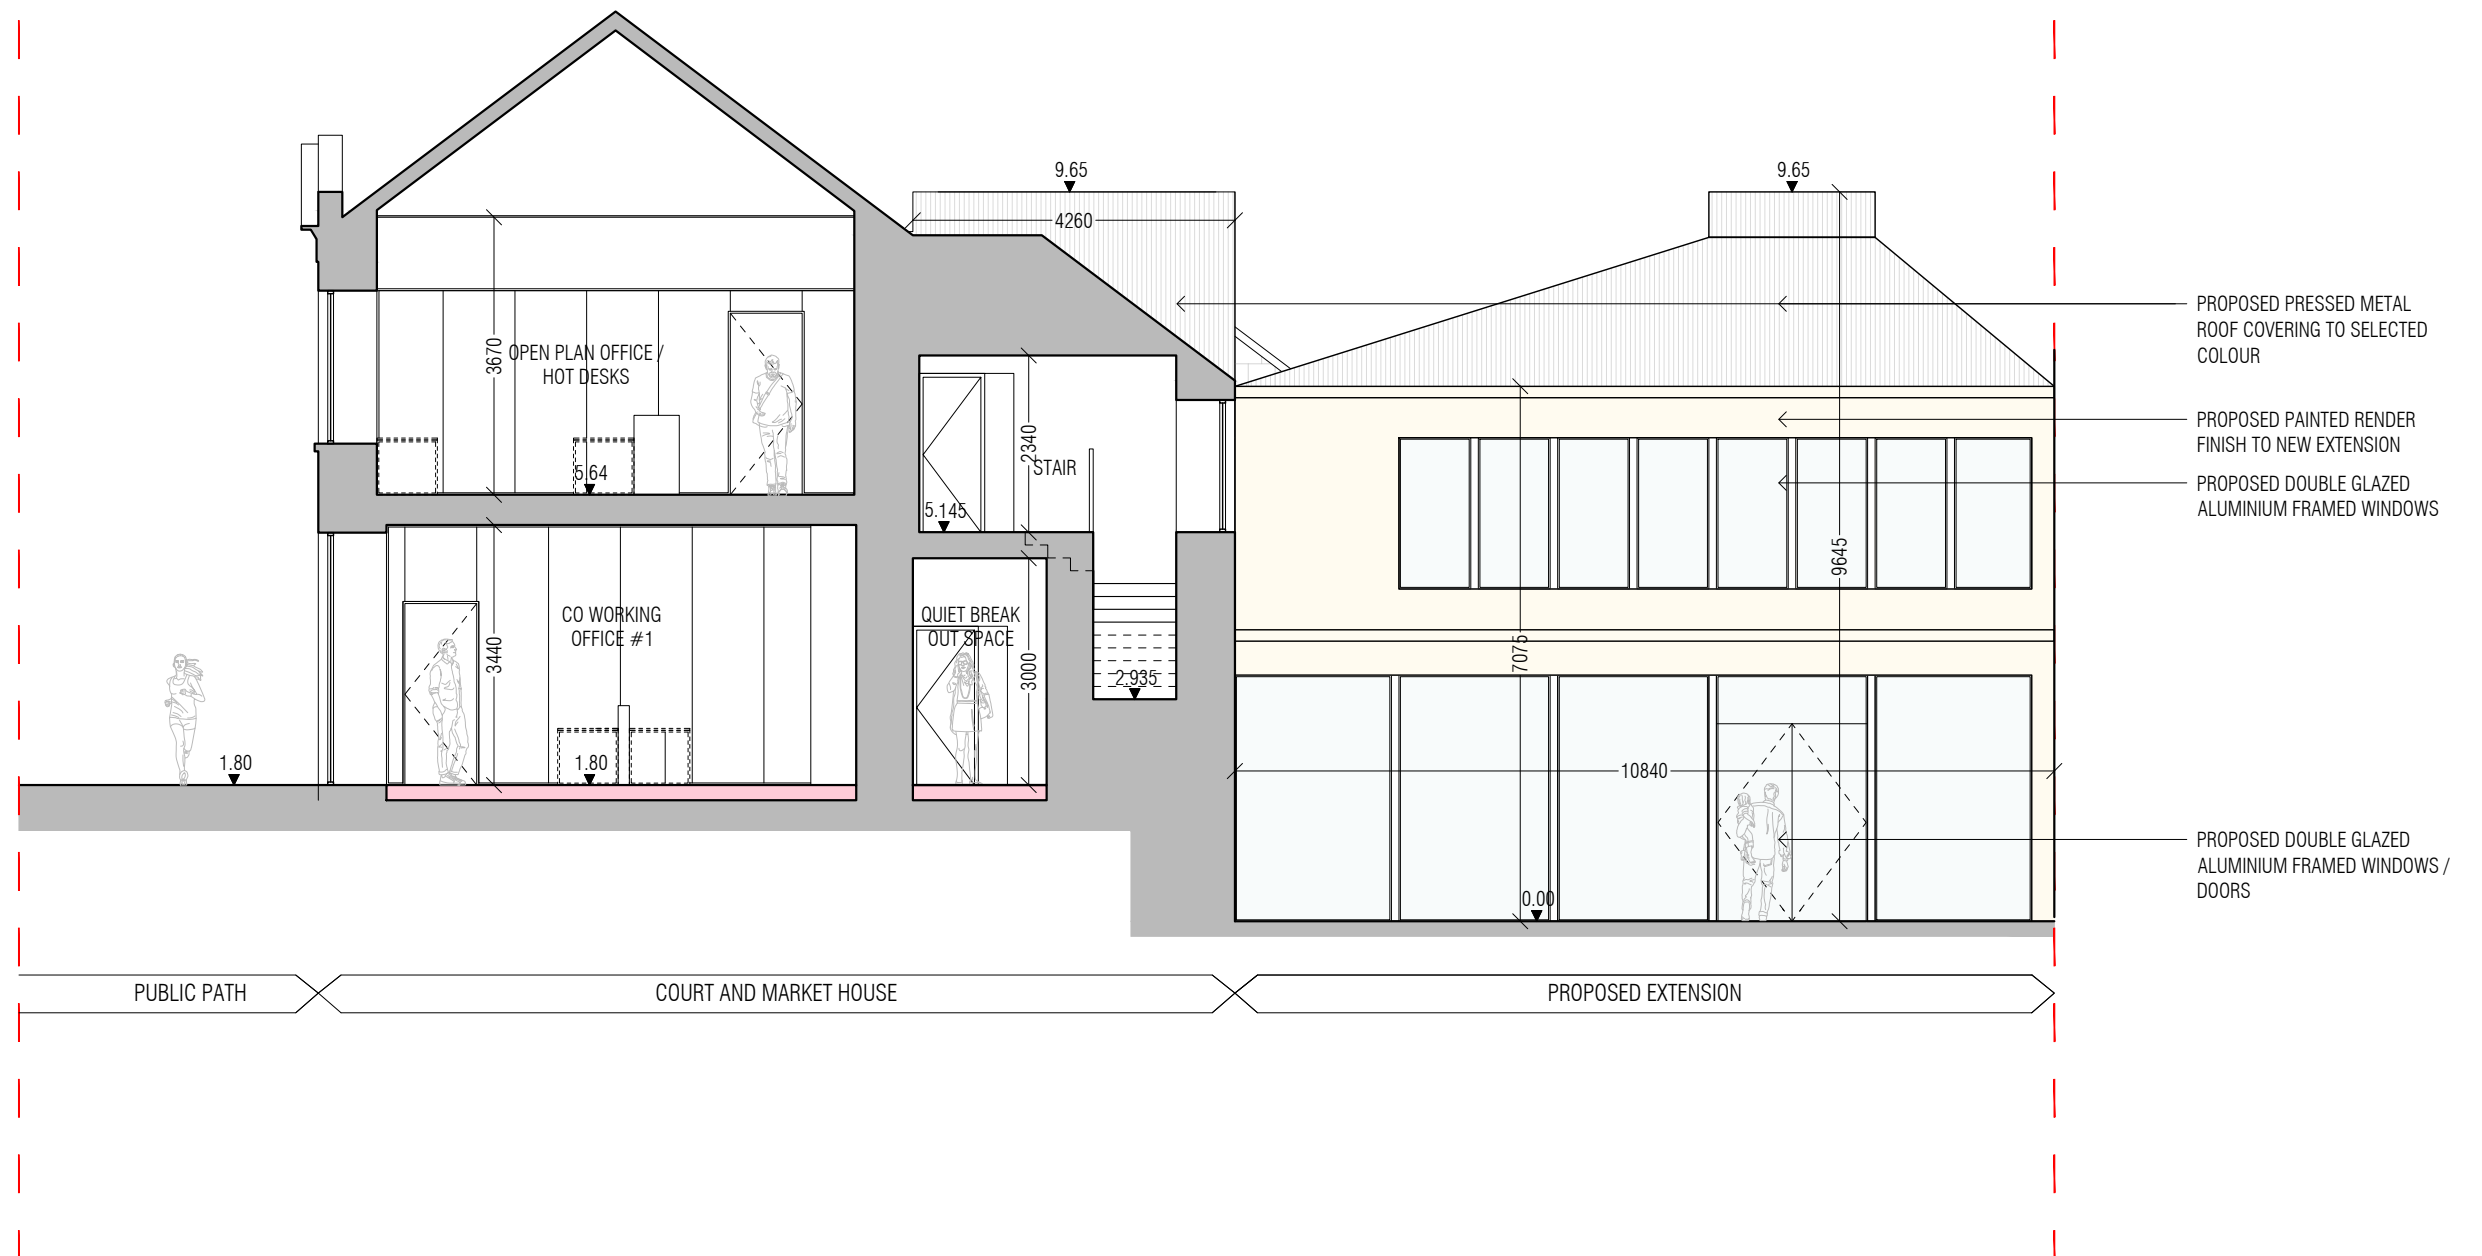 9.65
9.65
4260
PROPOSED PRESSED METAL
ROOF COVERING TO SELECTED
COLOUR
3670
OPEN PLAN OFFICE /
HOT DESKS
5.64
2340
STAIR
5.145
PROPOSED PAINTED RENDER
FINISH TO NEW EXTENSION
PROPOSED DOUBLE GLAZED
ALUMINIUM FRAMED WINDOWS
9645
7075
3440
CO WORKING
OFFICE #1
QUIET BREAK
OUT SPACE
3000
2.935
1.80
1.80
10840
PROPOSED DOUBLE GLAZED
ALUMINIUM FRAMED WINDOWS /
DOORS
0.00
PUBLIC PATH
COURT AND MARKET HOUSE
PROPOSED EXTENSION